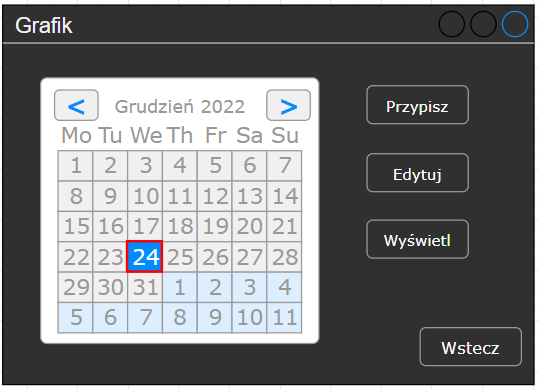 Grafik
< Grudzień 2022 >
Mo Tu We Th Fr Sa Su
1 2 3 4 5 6 7
8 9 10 11 12 13 14
15 16 17 18 19 20 21
22 23 24 25 26 27 28
29 30 31 1 2 3 4
5 6 7 8 9 10 11
Przypisz
Edytuj
Wyświetl
Wstecz